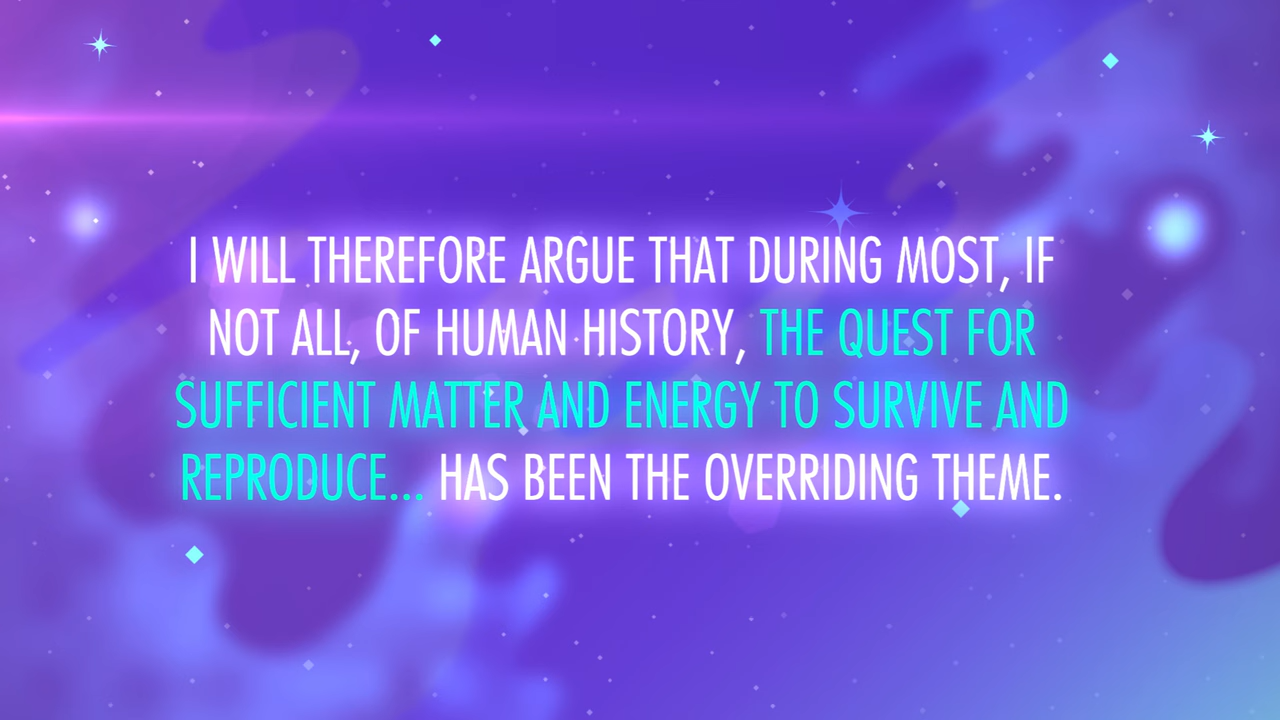 I WILL THEREFORE ARGUE THAT DURING MOST, IF
NOT ALL, OF HUMAN HISTORY, THE QUEST FOR
SUFFICIENT MATTER AND ENERGY TO SURVIVE AND
REPRODUCE... HAS BEEN THE OVERRIDING THEME.